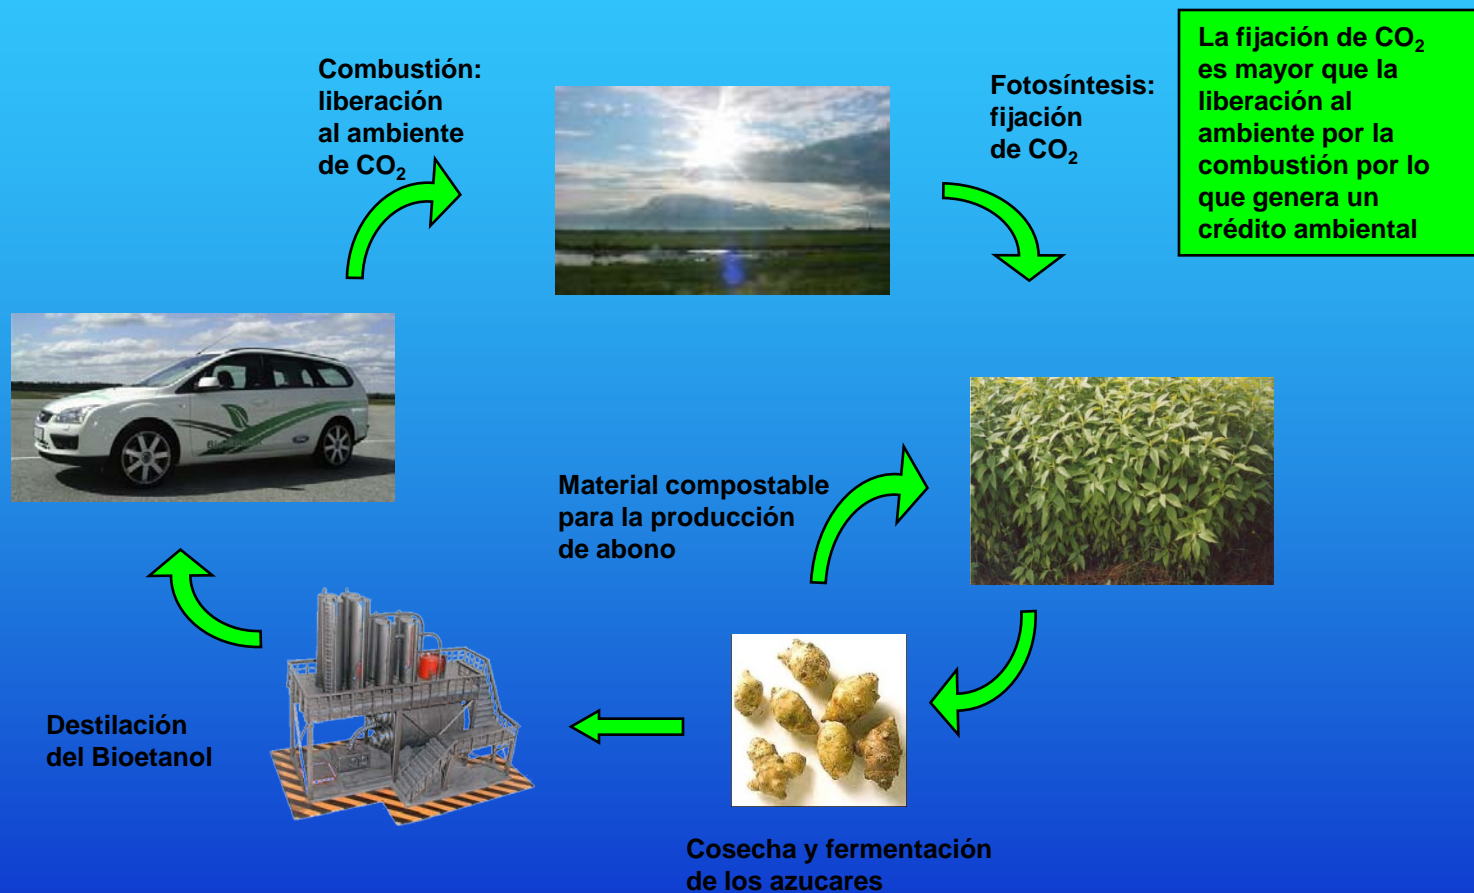 Combustión:
liberación
al ambiente
de CO₂
Fotosíntesis:
fijación
de CO₂
La fijación de CO₂
es mayor que la
liberación al
ambiente por la
combustión por lo
que genera un
crédito ambiental
Material compostable
para la producción
de abono
Destilación
del Bioetanol
Cosecha y fermentación
de los azucares